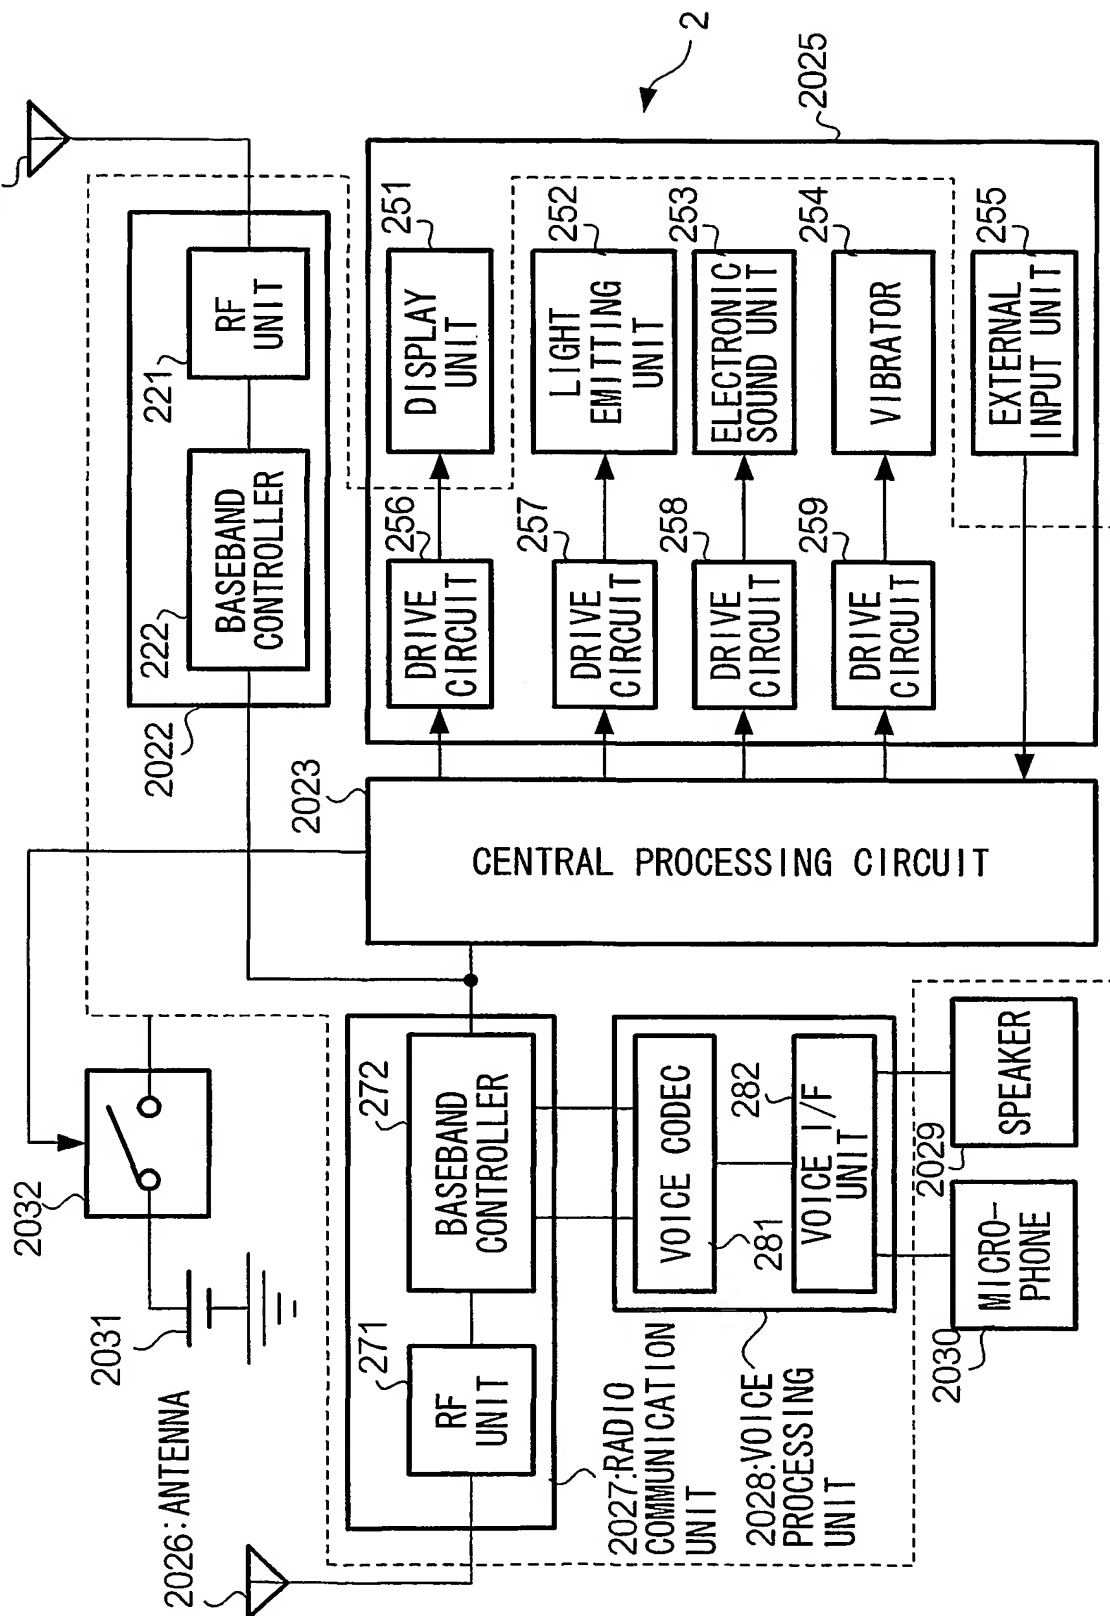 2026:ANTENNA
2031
2032
271
RF
UNIT
272
BASEBAND
CONTROLLER
2027:RADIO
COMMUNICATION
UNIT
VOICE CODEC
281
282
VOICE I/F
UNIT
2028:VOICE
PROCESSING
UNIT
2030
MICRO-
PHONE
2029
SPEAKER
2023
CENTRAL PROCESSING CIRCUIT
2022
222
BASEBAND
CONTROLLER
221
RF
UNIT
2
2025
256
DRIVE
CIRCUIT
251
DISPLAY
UNIT
257
DRIVE
CIRCUIT
252
LIGHT
EMITTING
UNIT
258
DRIVE
CIRCUIT
253
ELECTRONIC
SOUND UNIT
259
DRIVE
CIRCUIT
254
VIBRATOR
255
EXTERNAL
INPUT UNIT